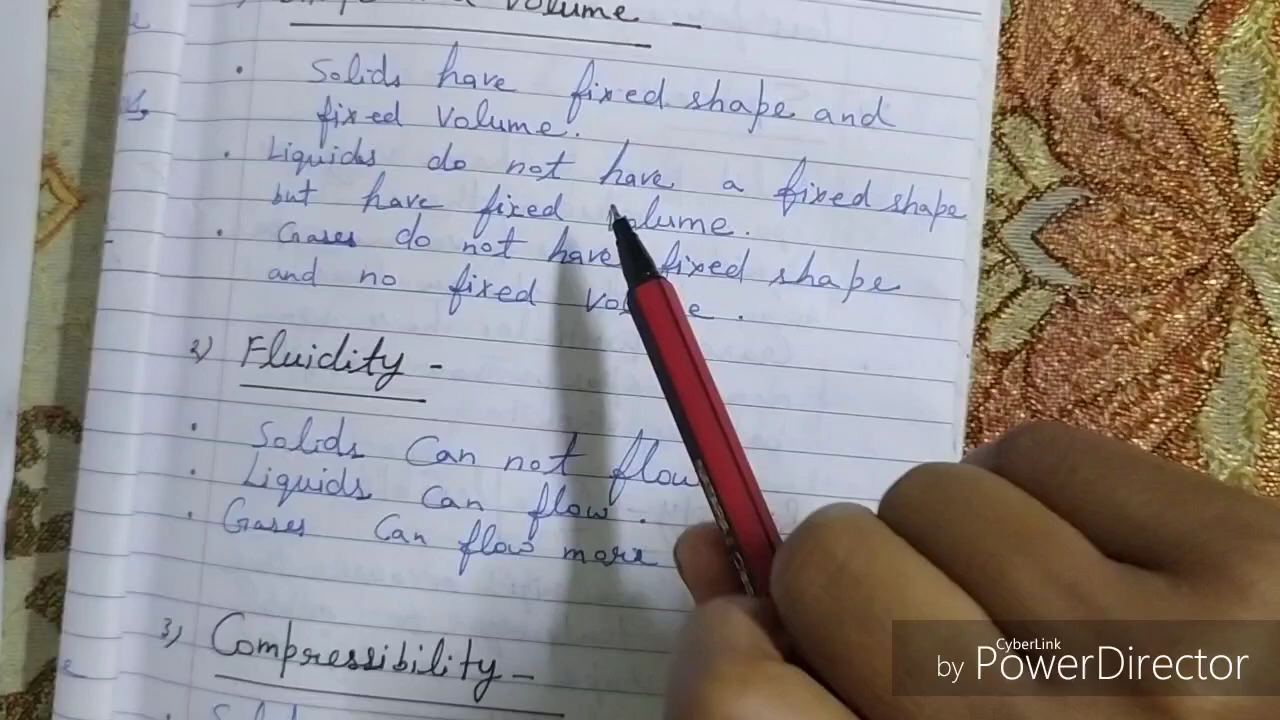 Volume -
• Solids have fixed shape and
fixed volume.
• Liquids do not have a fixed shape
but have fixed volume.
• Gases do not have fixed shape
and no fixed
2) Fluidity -
• Solids Can not flow
• Liquids can flow.
• Gases Can flow more
3) Compressibility -
CyberLink
by PowerDirector